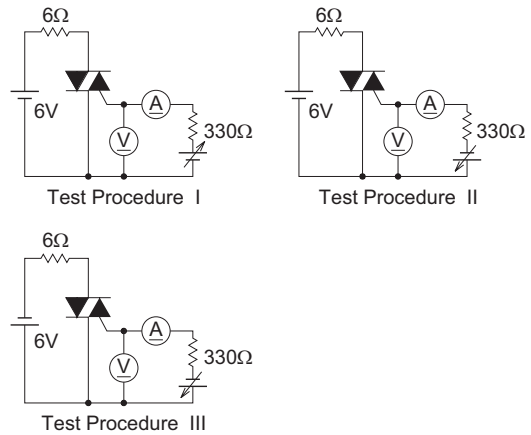 6Ω
6V
A
V
330Ω
Test Procedure I
6Ω
6V
A
V
330Ω
Test Procedure II
6Ω
6V
A
V
330Ω
Test Procedure III